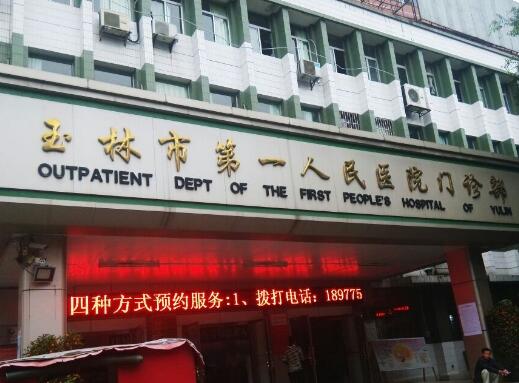 玉林市第一人民医院门诊部
OUTPATIENT DEPT OF THE FIRST PEOPLE'S HOSPITAL OF YULIN
四种方式预约服务:1、拨打电话:189775